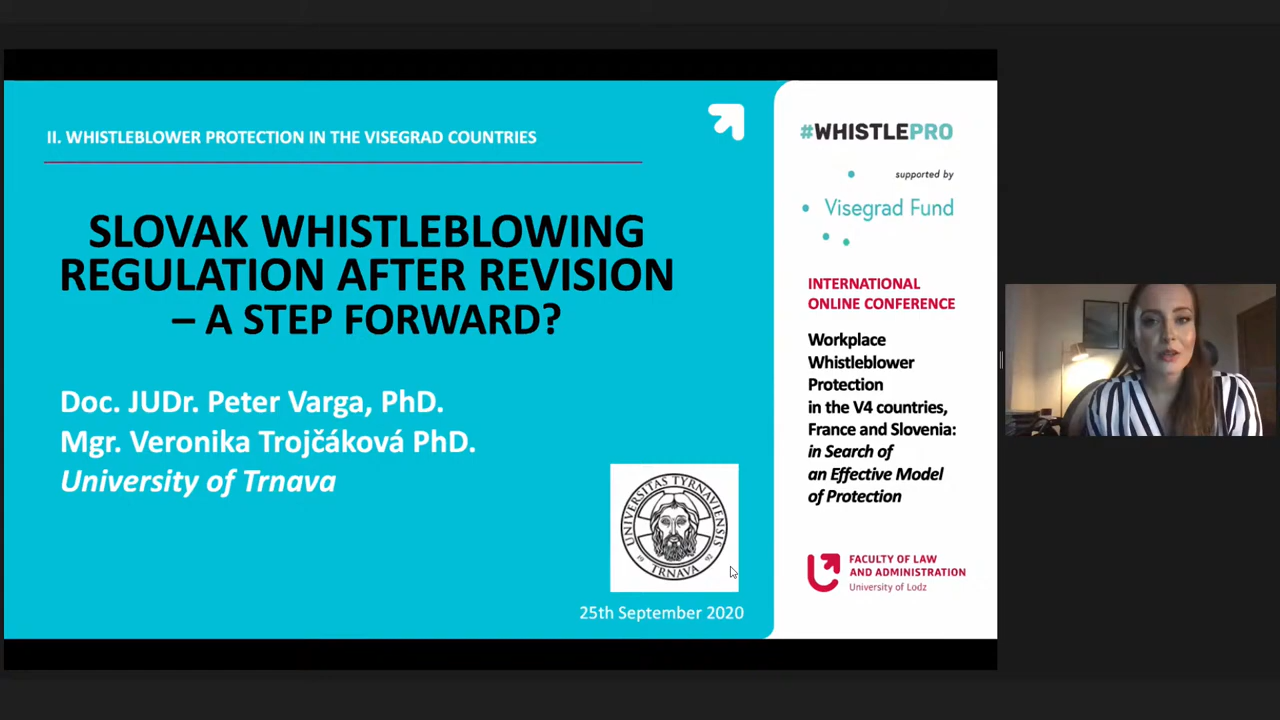 II. WHISTLEBLOWER PROTECTION IN THE VISEGRAD COUNTRIES
SLOVAK WHISTLEBLOWING
REGULATION AFTER REVISION
– A STEP FORWARD?
Doc. JUDr. Peter Varga, PhD.
Mgr. Veronika Trojčáková PhD.
University of Trnava
UNIVERSITAS TYRNAVIENSIS
19 92
TRNAVA
25th September 2020
#WHISTLEPRO
supported by
Visegrad Fund
INTERNATIONAL
ONLINE CONFERENCE
Workplace
Whistleblower
Protection
in the V4 countries,
France and Slovenia:
in Search of
an Effective Model
of Protection
FACULTY OF LAW
AND ADMINISTRATION
University of Lodz